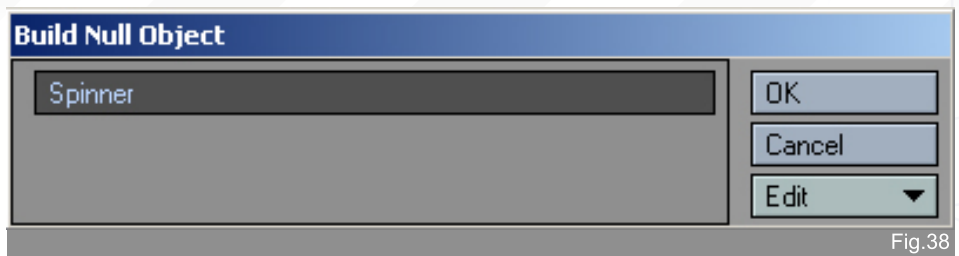 Build Null Object
Spinner
OK
Cancel
Edit
Fig.38